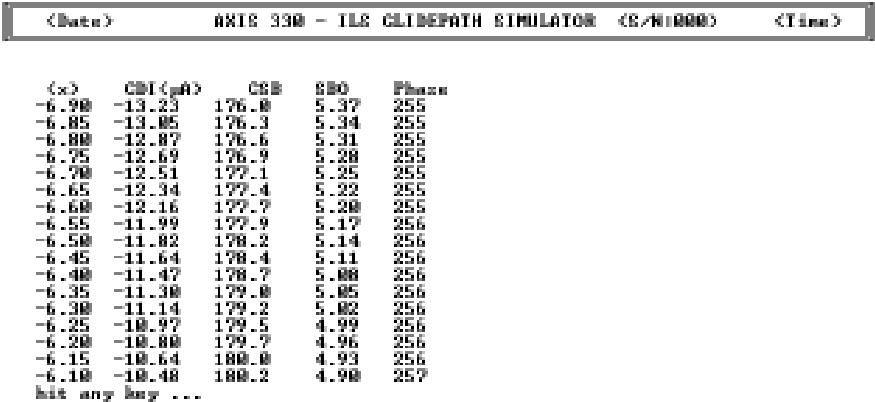 <Date> AXIS 330 - ILS GLIDEPATH SIMULATOR (S/N:000) <Time>
(x) CDI(µA) CSB SBO Phase
-6.90 -13.23 176.0 5.37 255
-6.85 -13.05 176.3 5.34 255
-6.80 -12.87 176.6 5.31 255
-6.75 -12.69 176.9 5.28 255
-6.70 -12.51 177.1 5.25 255
-6.65 -12.34 177.4 5.22 255
-6.60 -12.16 177.7 5.20 255
-6.55 -11.99 177.9 5.17 256
-6.50 -11.82 178.2 5.14 256
-6.45 -11.64 178.4 5.11 256
-6.40 -11.47 178.7 5.08 256
-6.35 -11.30 179.0 5.05 256
-6.30 -11.14 179.2 5.02 256
-6.25 -10.97 179.5 4.99 256
-6.20 -10.80 179.7 4.96 256
-6.15 -10.64 180.0 4.93 256
-6.10 -10.48 180.2 4.90 257
hit any key ...